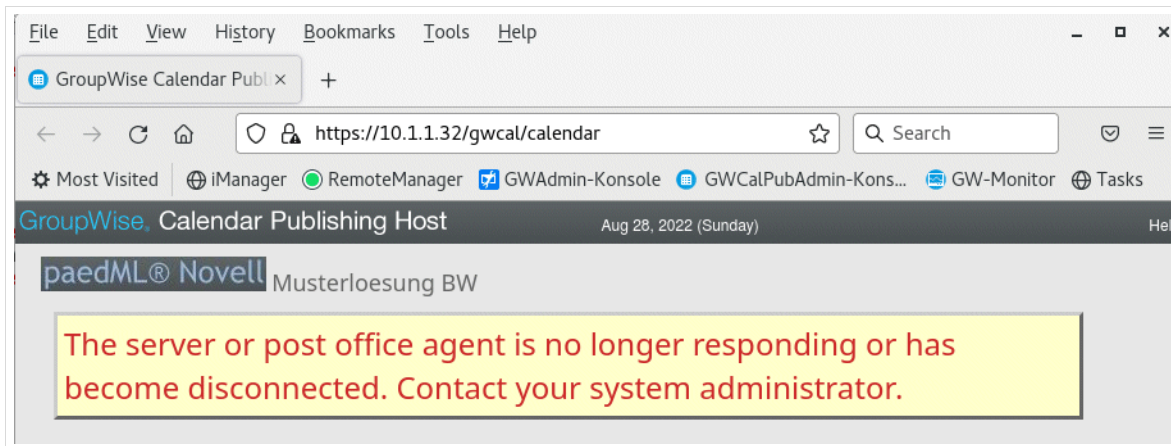 File Edit View History Bookmarks Tools Help
GroupWise Calendar Publi
https://10.1.1.32/gwcal/calendar Search
Most Visited iManager RemoteManager GWAdmin-Konsole GWCalPubAdmin-Kons... GW-Monitor Tasks
GroupWise. Calendar Publishing Host Aug 28, 2022 (Sunday) Hel
paedML® Novell Musterloesung BW
The server or post office agent is no longer responding or has
become disconnected. Contact your system administrator.